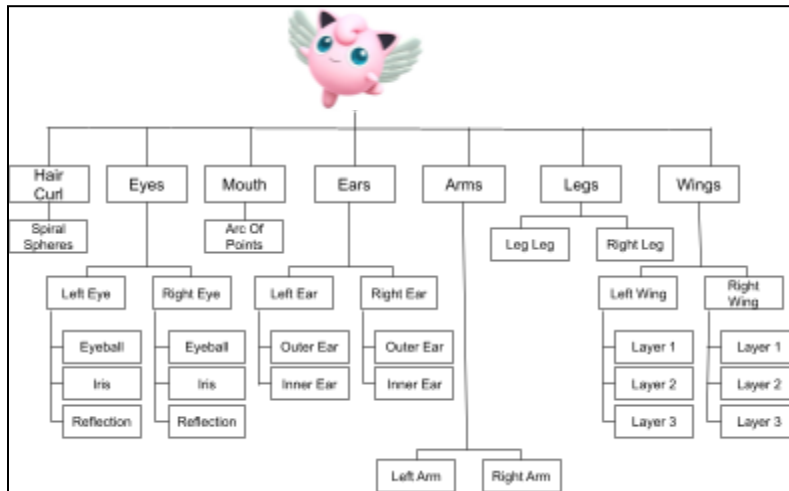 Hair
Curl
Eyes
Mouth
Ears
Arms
Legs
Wings
Spiral
Spheres
Arc Of
Points
Leg Leg
Right Leg
Left Eye
Right Eye
Left Ear
Right Ear
Left Wing
Right
Wing
Eyeball
Eyeball
Outer Ear
Outer Ear
Layer 1
Layer 1
Iris
Iris
Inner Ear
Inner Ear
Layer 2
Layer 2
Reflection
Reflection
Layer 3
Layer 3
Left Arm
Right Arm